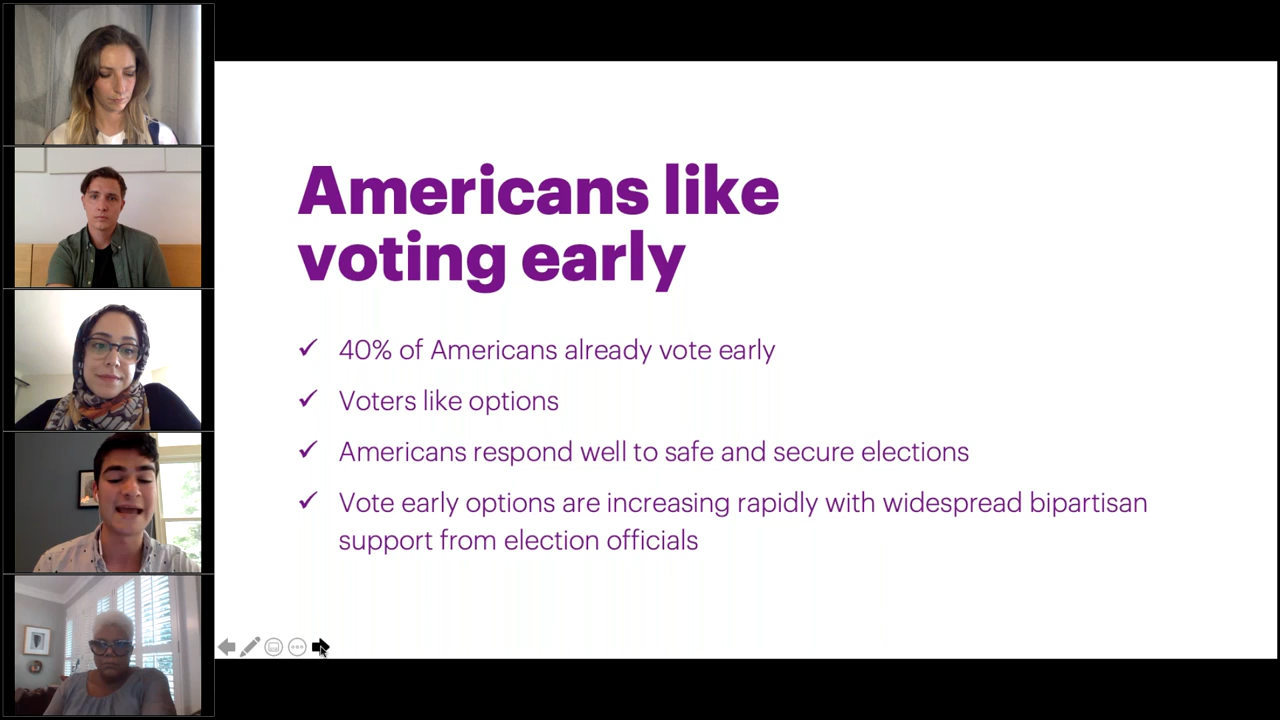 Americans like
voting early
✓ 40% of Americans already vote early
✓ Voters like options
✓ Americans respond well to safe and secure elections
✓ Vote early options are increasing rapidly with widespread bipartisan
support from election officials